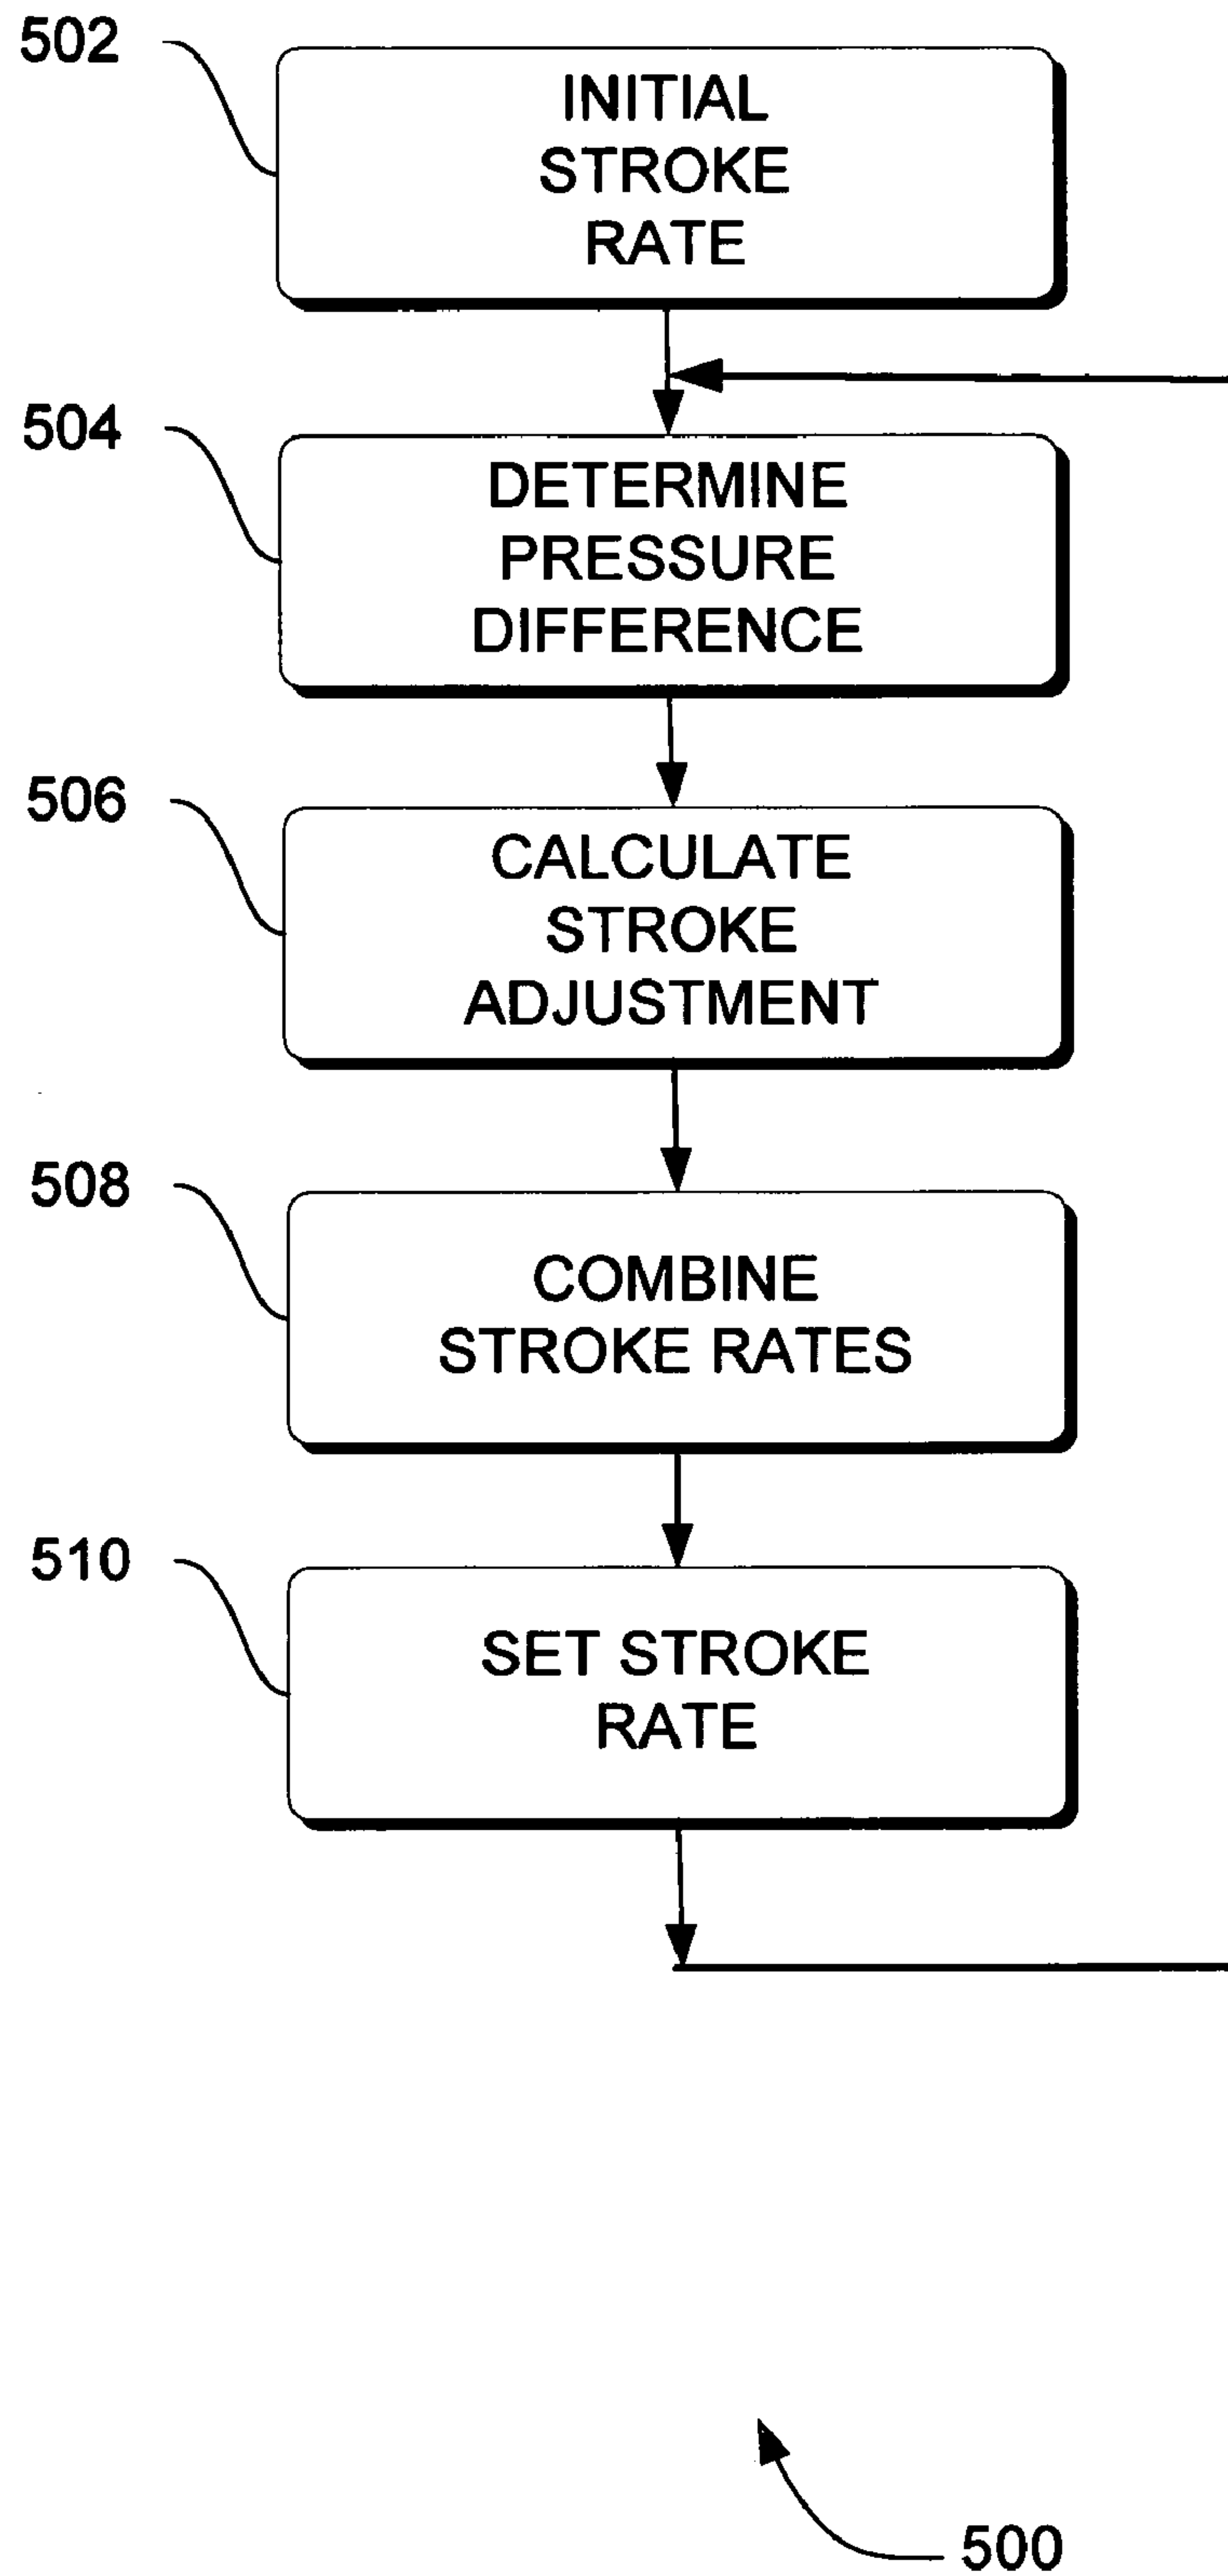 502
INITIAL
STROKE
RATE
504
DETERMINE
PRESSURE
DIFFERENCE
506
CALCULATE
STROKE
ADJUSTMENT
508
COMBINE
STROKE RATES
510
SET STROKE
RATE
500